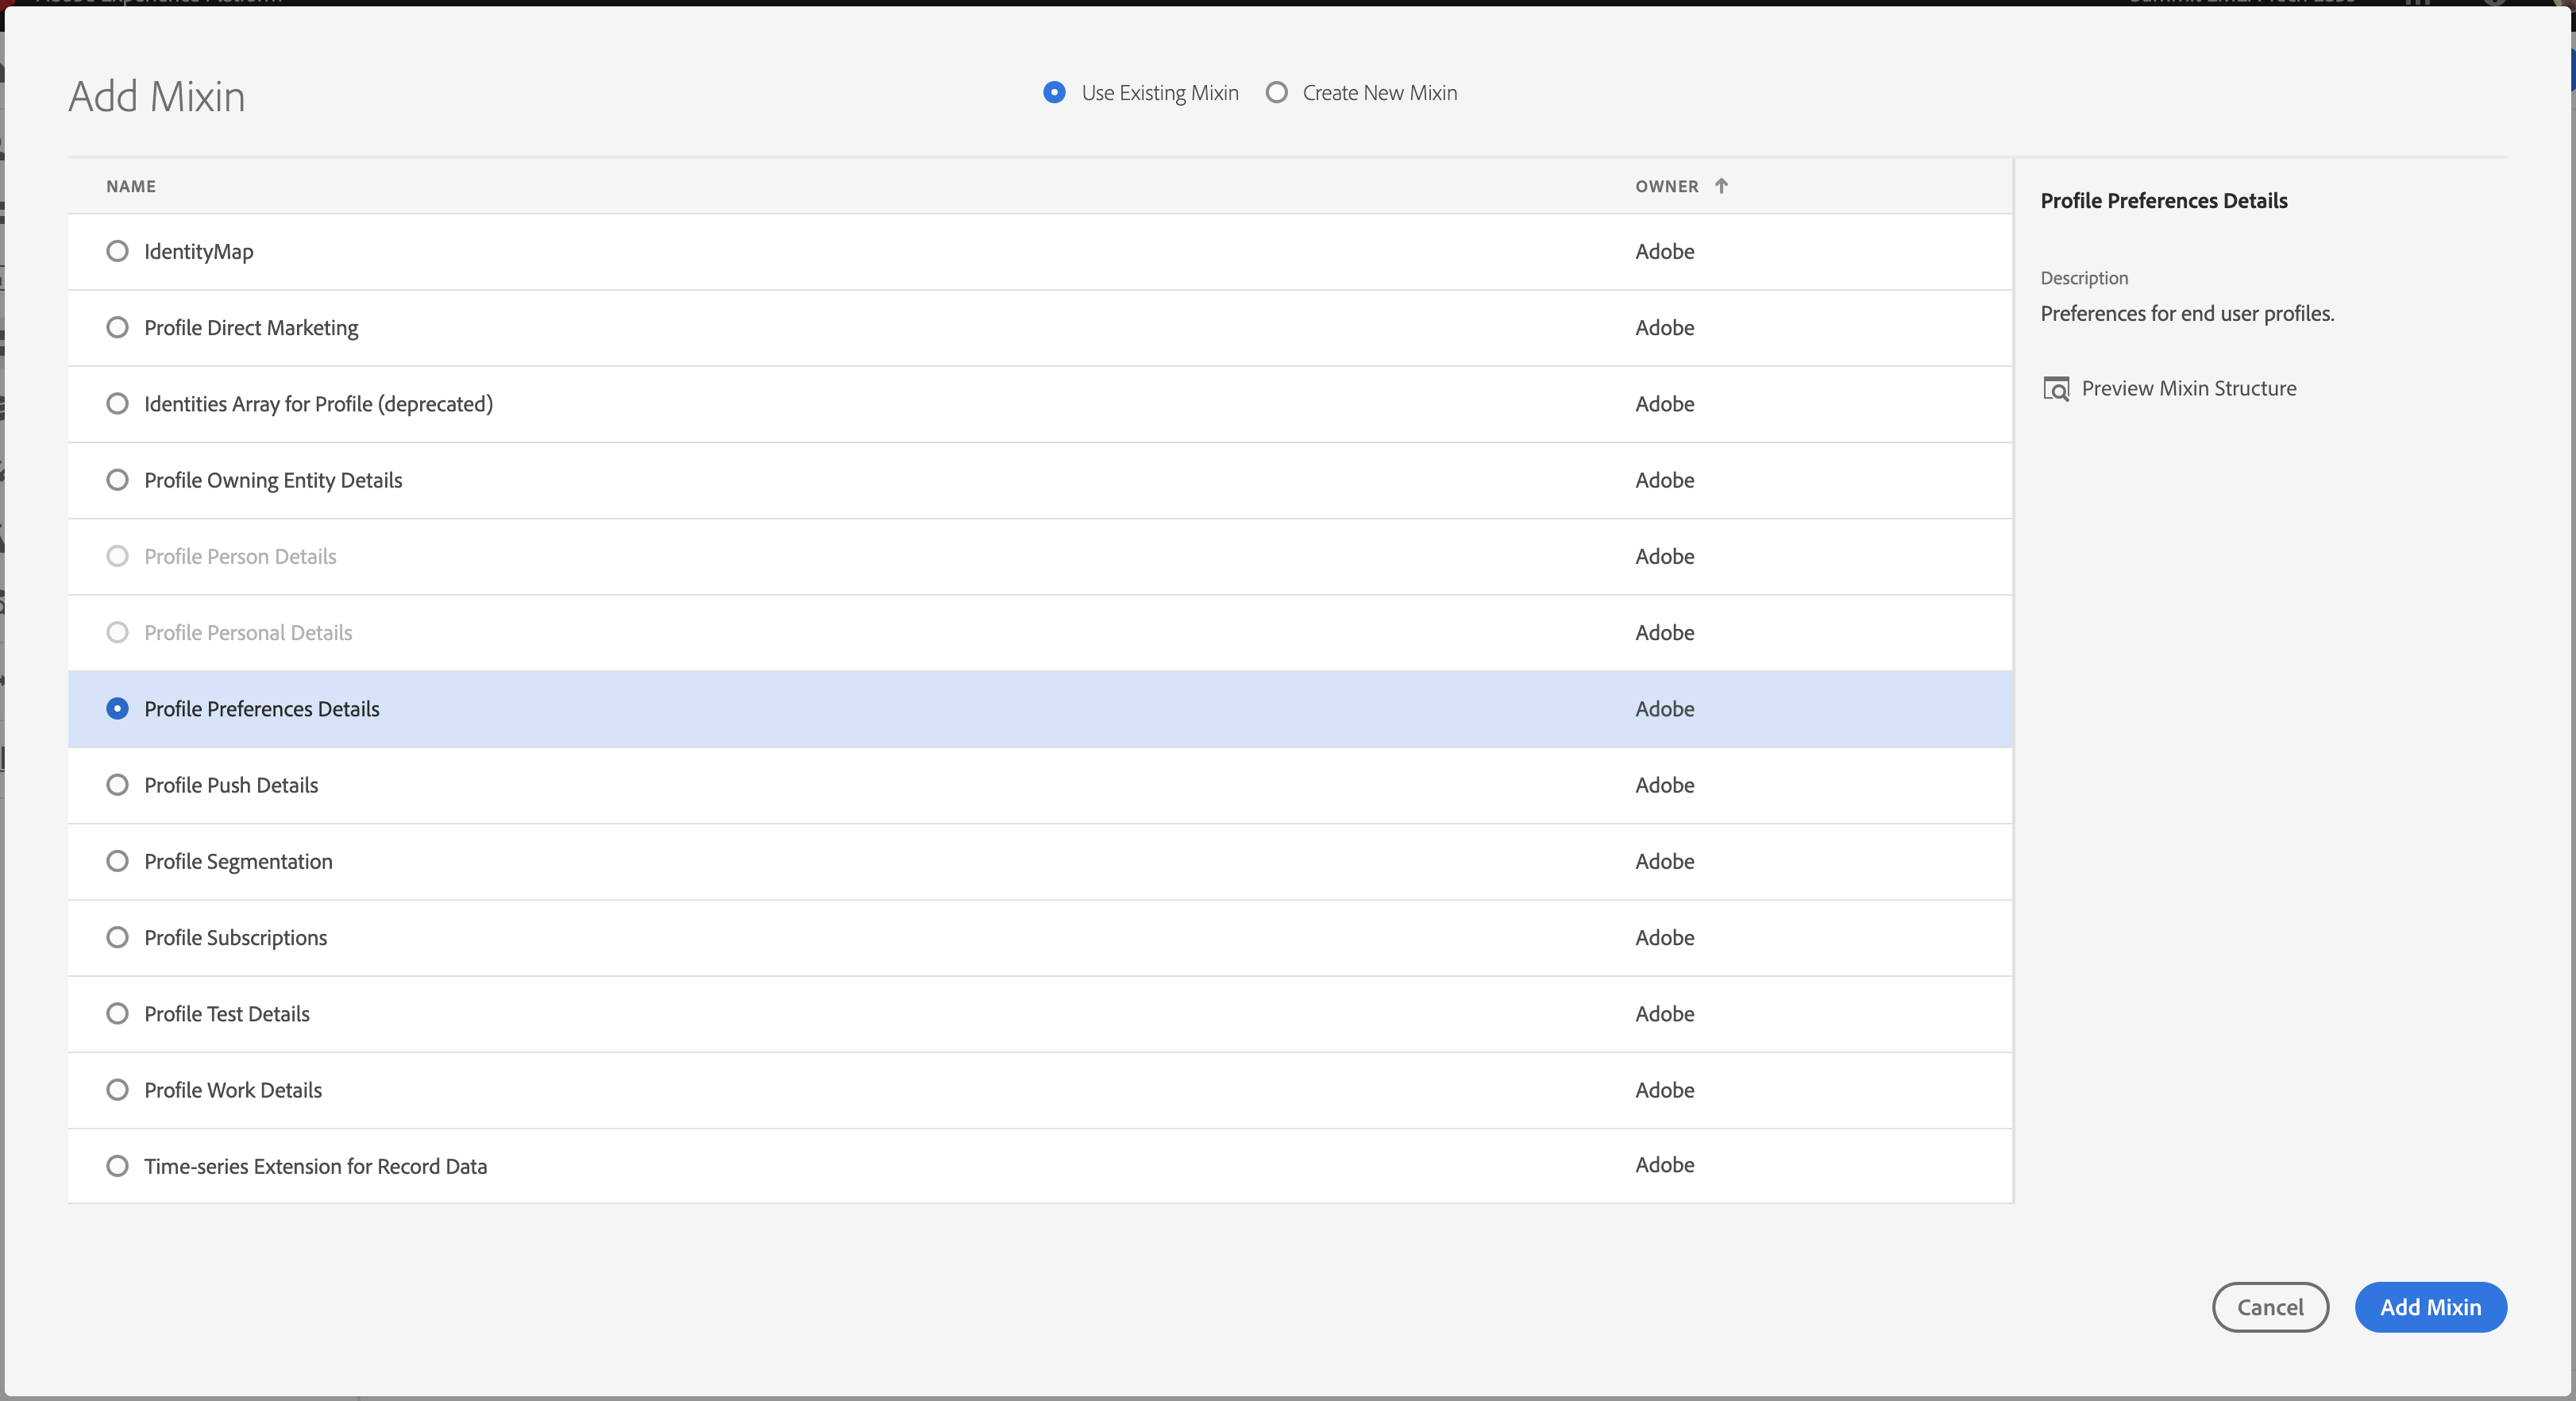 Adobe Experience Platform
Add Mixin
Use Existing Mixin
Create New Mixin
NAME
OWNER
IdentityMap
Adobe
Profile Direct Marketing
Adobe
Identities Array for Profile (deprecated)
Adobe
Profile Owning Entity Details
Adobe
Profile Person Details
Adobe
Profile Personal Details
Adobe
Profile Preferences Details
Adobe
Profile Push Details
Adobe
Profile Segmentation
Adobe
Profile Subscriptions
Adobe
Profile Test Details
Adobe
Profile Work Details
Adobe
Time-series Extension for Record Data
Adobe
Profile Preferences Details
Description
Preferences for end user profiles.
Preview Mixin Structure
Cancel
Add Mixin